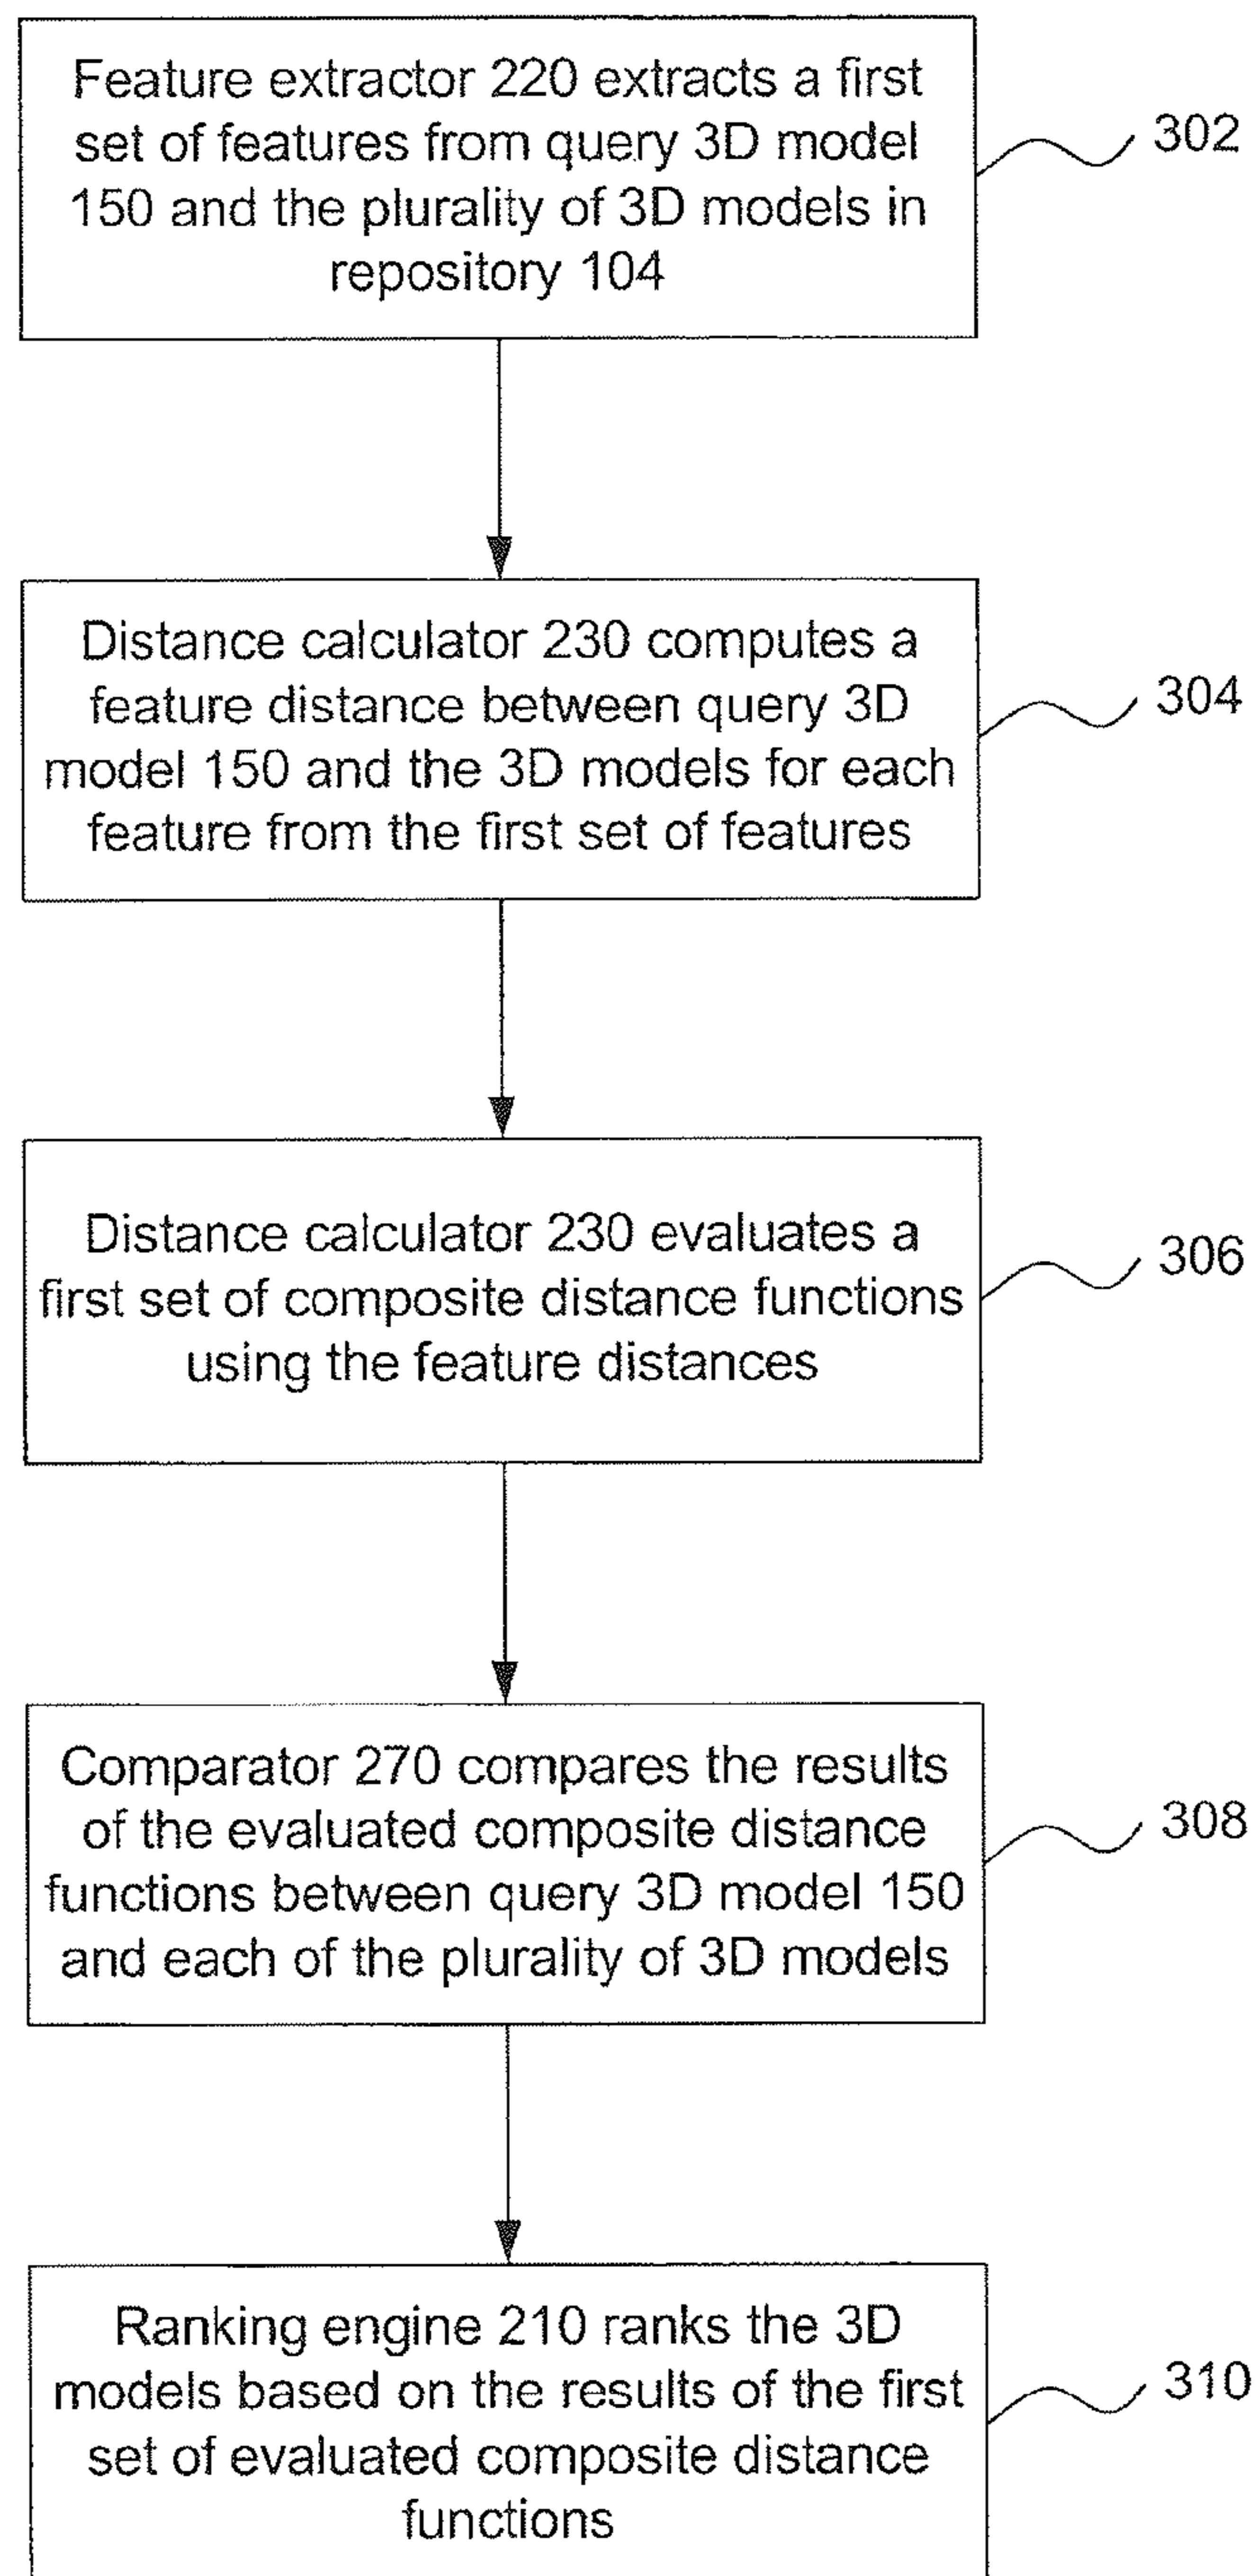 Feature extractor 220 extracts a first
set of features from query 3D model
150 and the plurality of 3D models in
repository 104
302
Distance calculator 230 computes a
feature distance between query 3D
model 150 and the 3D models for each
feature from the first set of features
304
Distance calculator 230 evaluates a
first set of composite distance functions
using the feature distances
306
Comparator 270 compares the results
of the evaluated composite distance
functions between query 3D model 150
and each of the plurality of 3D models
308
Ranking engine 210 ranks the 3D
models based on the results of the first
set of evaluated composite distance
functions
310